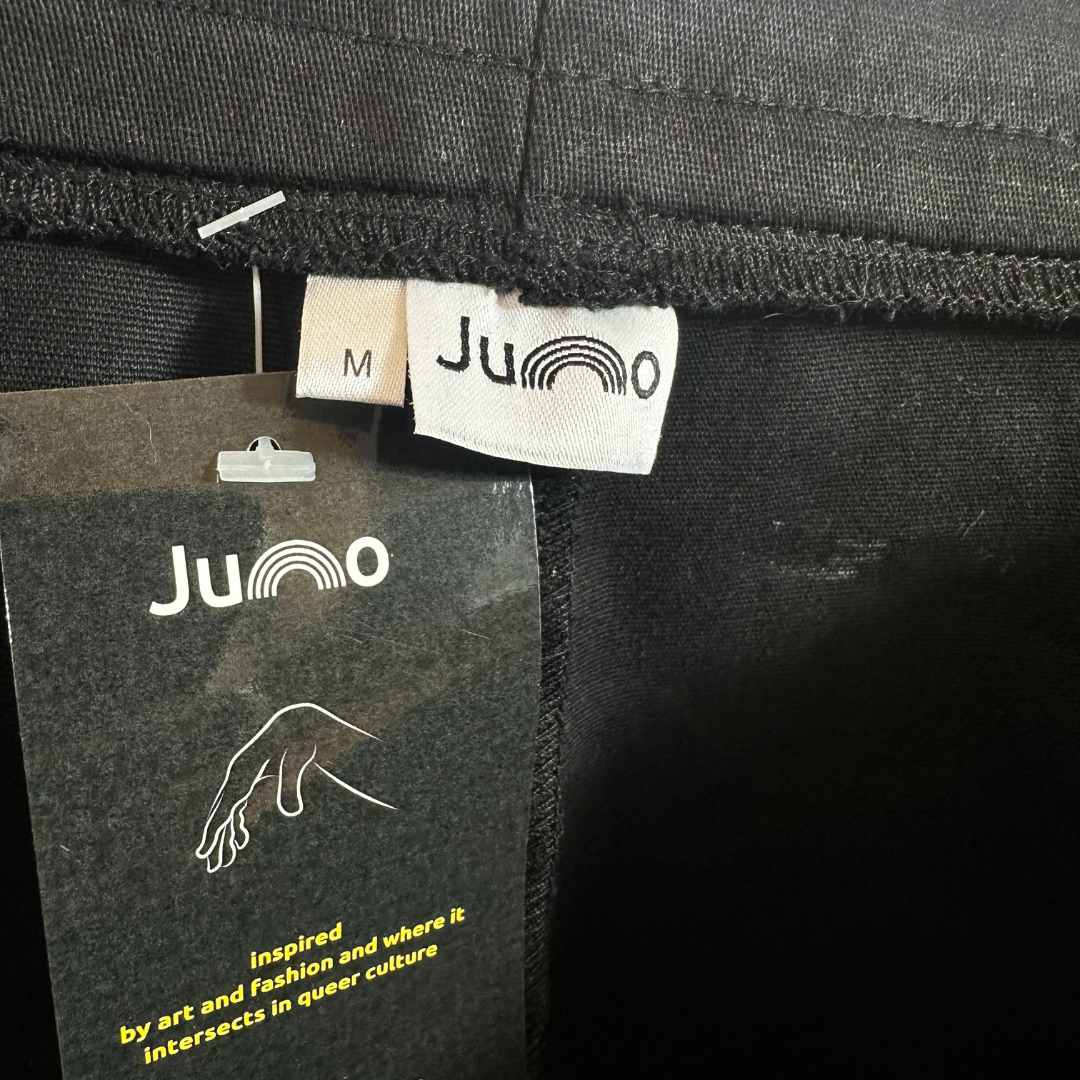 M
Juno
Juno
inspired
by art and fashion and where it
intersects in queer culture